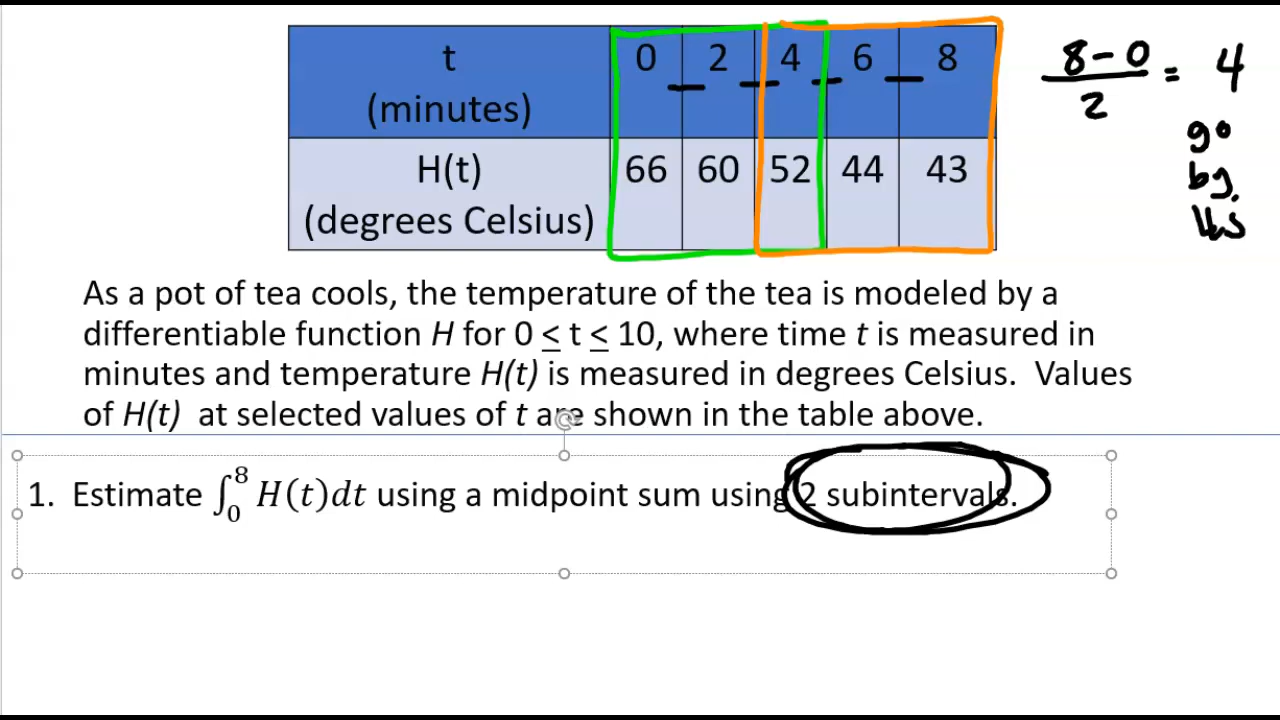 t (minutes) 0 2 4 6 8
H(t) (degrees Celsius) 66 60 52 44 43
8 - 0 / 2 = 4
go
by
4s
As a pot of tea cools, the temperature of the tea is modeled by a
differentiable function H for 0 ≤ t ≤ 10, where time t is measured in
minutes and temperature H(t) is measured in degrees Celsius. Values
of H(t) at selected values of t are shown in the table above.
1. Estimate ∫₀⁸ H(t)dt using a midpoint sum using 2 subintervals.